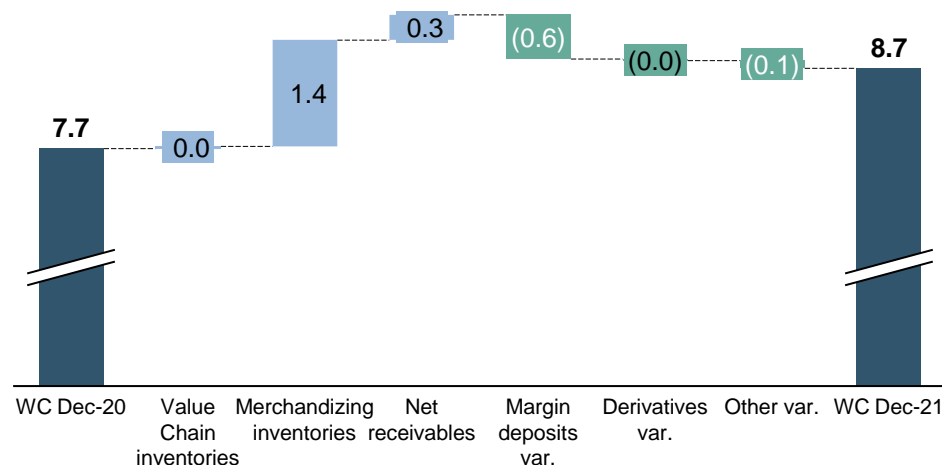 7.7
0.0
1.4
0.3
(0.6)
(0.0)
(0.1)
8.7
WC Dec-20
Value
Chain
inventories
Merchandizing
inventories
Net
receivables
Margin
deposits
var.
Derivatives
var.
Other var.
WC Dec-21